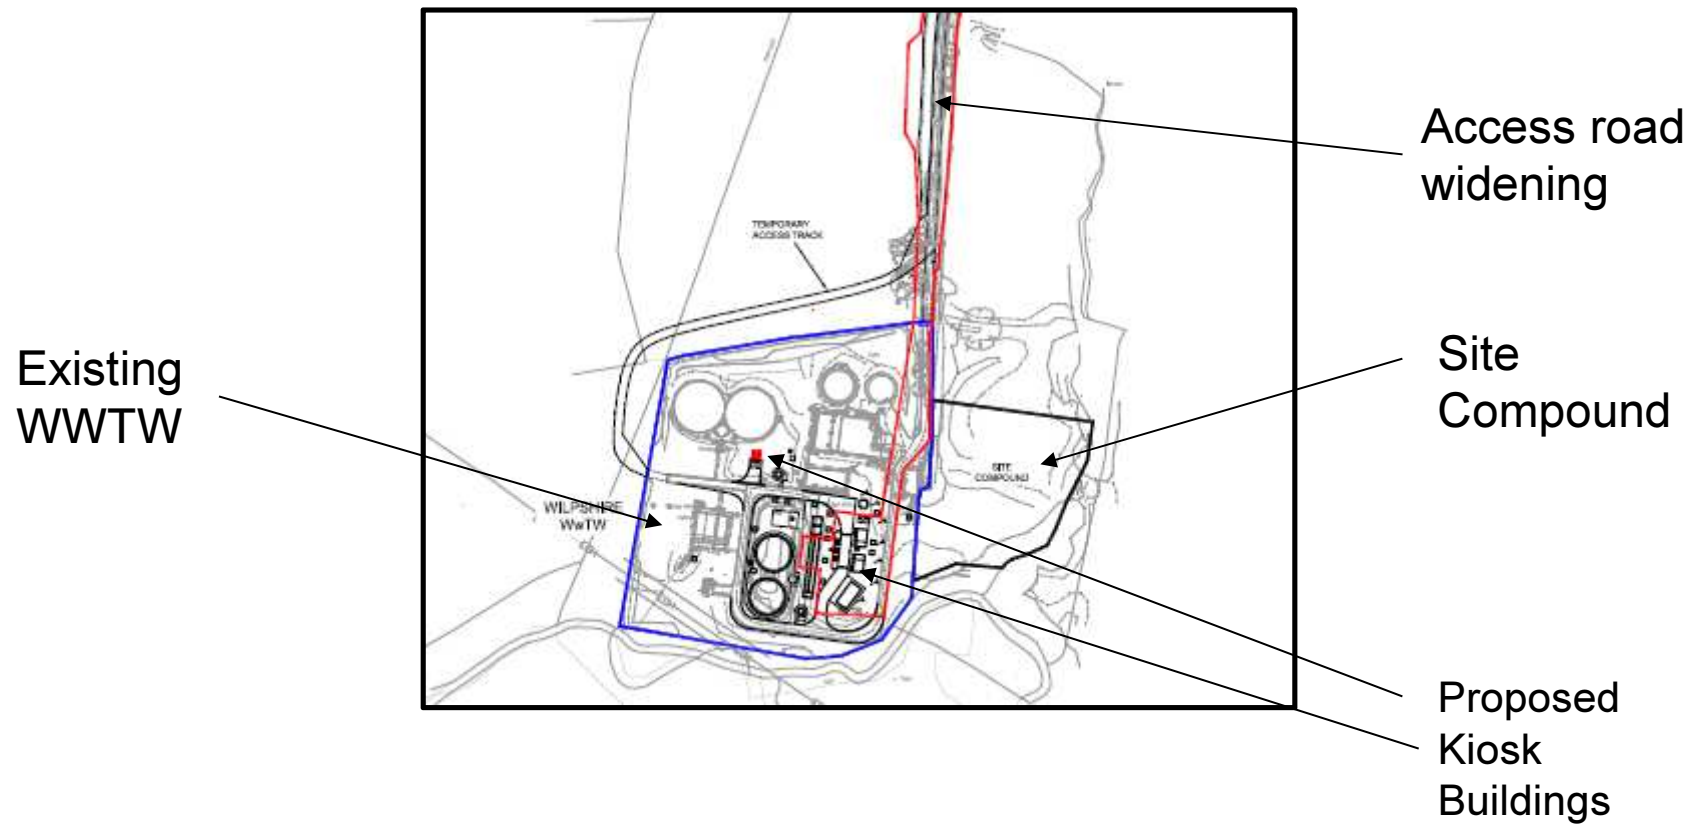 Access road
widening
TEMPORARY
ACCESS TRACK
Existing
WWTW
Site
Compound
SITE
COMPOUND
WILPSHIRE
WwTW
Proposed
Kiosk
Buildings